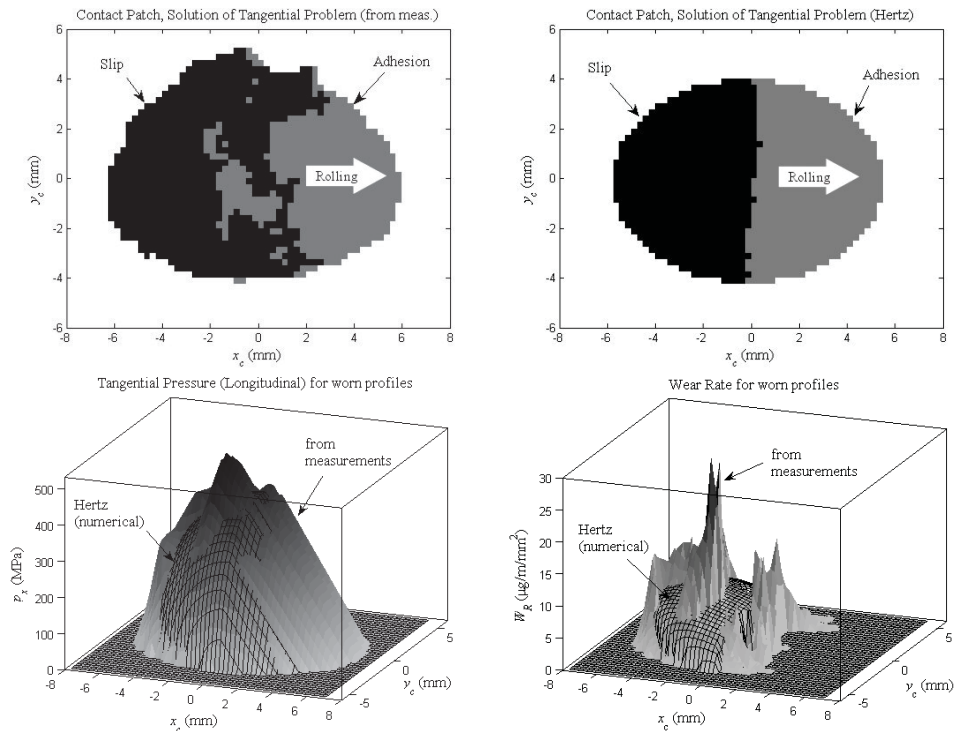 Contact Patch, Solution of Tangential Problem (from meas.)
6
4
2
0
-2
-4
-6
-8
-6
-4
-2
0
2
4
6
8
y_c (mm)
x_c (mm)
Slip
Adhesion
Rolling
Contact Patch, Solution of Tangential Problem (Hertz)
6
4
2
0
-2
-4
-6
-8
-6
-4
-2
0
2
4
6
8
y_c (mm)
x_c (mm)
Slip
Adhesion
Rolling
Tangential Pressure (Longitudinal) for worn profiles
from
measurements
Hertz
(numerical)
500
400
300
200
100
0
p_x (MPa)
-8
-6
-4
-2
0
2
4
6
8
x_c (mm)
-5
0
5
y_c (mm)
Wear Rate for worn profiles
from
measurements
Hertz
(numerical)
30
25
20
15
10
5
0
W_R (μg/m/mm²)
-8
-6
-4
-2
0
2
4
6
8
x_c (mm)
-5
0
5
y_c (mm)